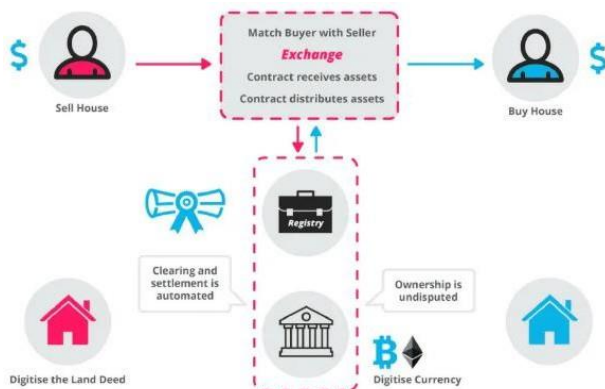 Match Buyer with Seller
Exchange
Contract receives assets
Contract distributes assets
$
$
Sell House
Buy House
Registry
Clearing and
settlement is
automated
Ownership is
undisputed
Digitise the Land Deed
Digitise Currency